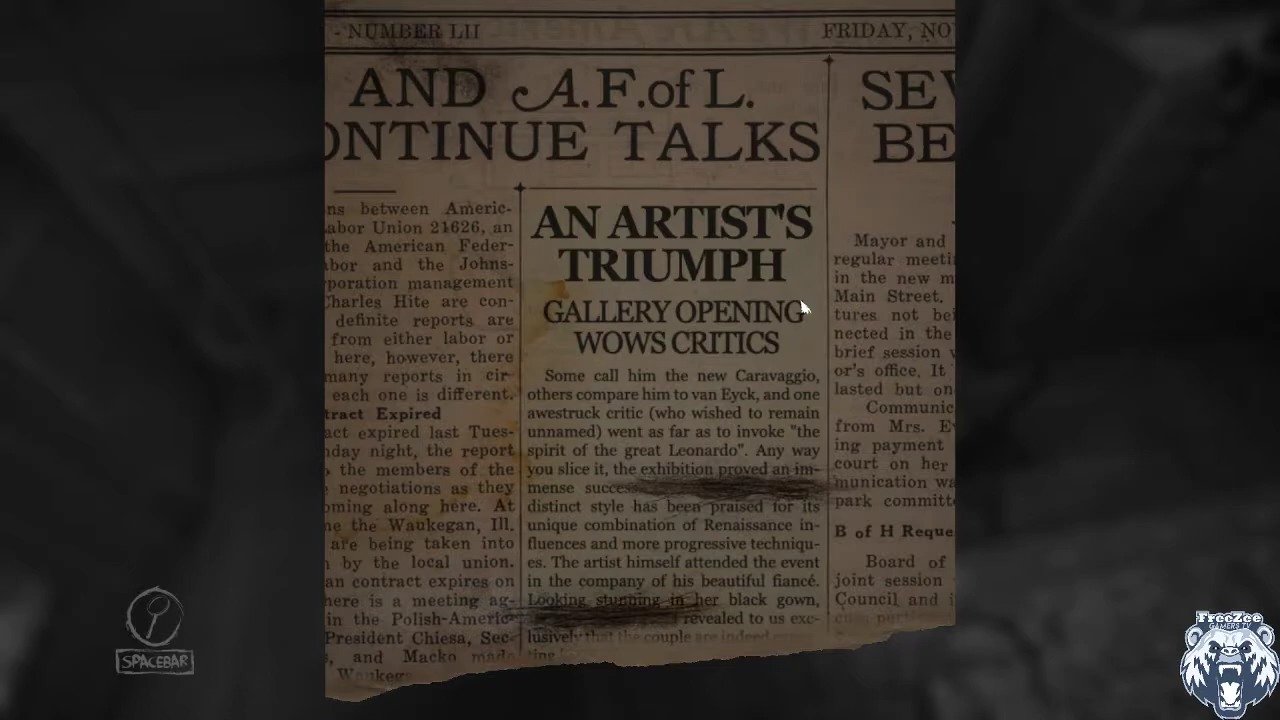 - NUMBER LII
FRIDAY, NO
AND A.F.of L.
ONTINUE TALKS
SEV
BE
ns between Americ-
abor Union 21626, an
the American Feder-
bor and the Johns-
poration management
Charles Hite are con-
definite reports are
from either labor or
here, however, there
many reports in cir-
each one is different.
tract Expired
act expired last Tues-
day night, the report
the members of the
negotiations as they
oming along here. At
ne the Waukegan, Ill.
are being taken into
by the local union.
an contract expires on
here is a meeting ag-
in the Polish-Americ
President Chiesa, Sec-
, and Macko made
Waukeg
AN ARTIST'S
TRIUMPH
GALLERY OPENING
WOWS CRITICS
Some call him the new Caravaggio,
others compare him to van Eyck, and one
awestruck critic (who wished to remain
unnamed) went as far as to invoke "the
spirit of the great Leonardo". Any way
you slice it, the exhibition proved an im-
mense succes
distinct style has been praised for its
unique combination of Renaissance in-
fluences and more progressive techniqu-
es. The artist himself attended the event
in the company of his beautiful fiancé.
Looking stunning in her black gown,
revealed to us exc-
lusively that the couple are indeed
ting
Mayor and
regular meeti
in the new m
Main Street.
tures not bei
nected in the
brief session
or's office. It
lasted but on
Communic
from Mrs. E
ing payment
court on her
munication wa
park committe
B of H Reque
Board of
joint session
Council and i
SPACEBAR
FreeZee
GAMERS TV